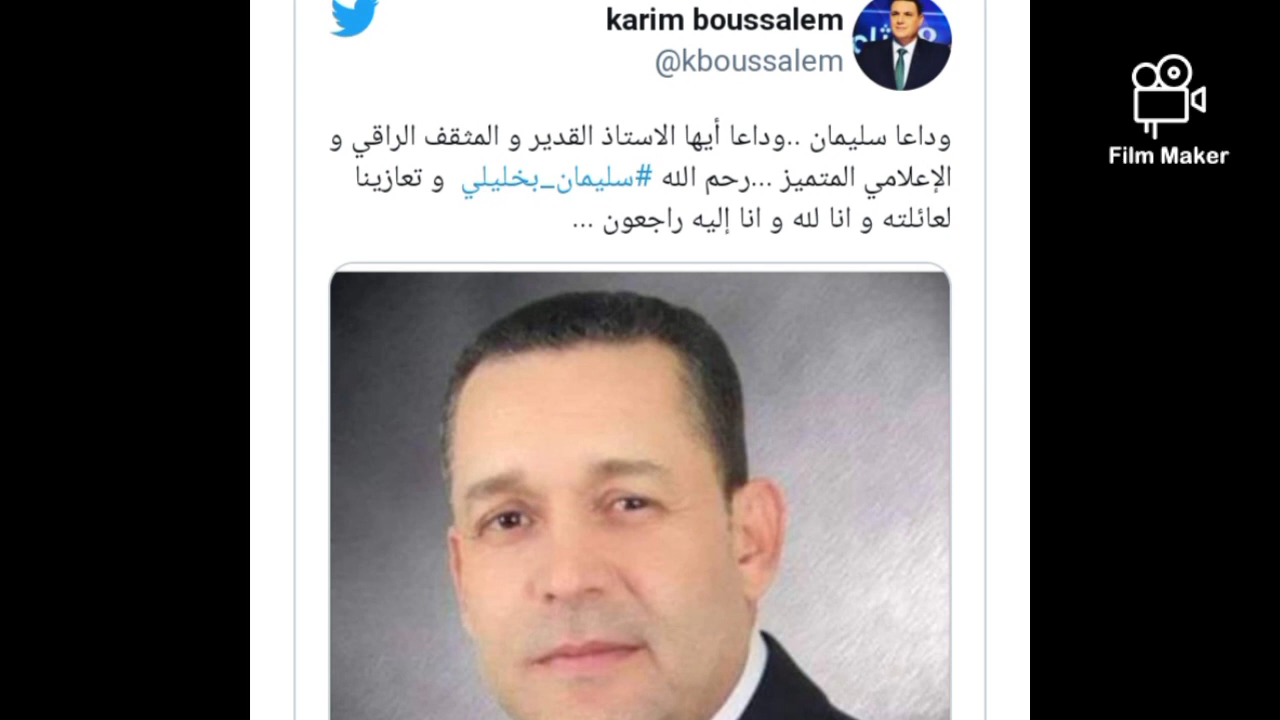 karim boussalem
@kboussalem
وداعا سليمان ..وداعا أيها الاستاذ القدير و المثقف الراقي و
الإعلامي المتميز ...رحم الله #سليمان_بخليلي و تعازينا
لعائلته و انا لله و انا إليه راجعون ...
Film Maker